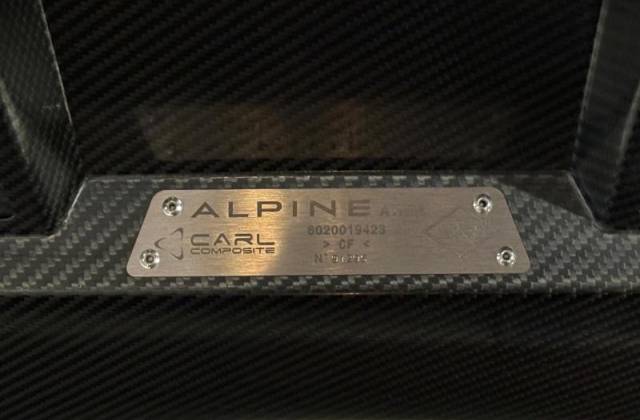 ALPINE
CARL
COMPOSITE
8020019423
> CF <